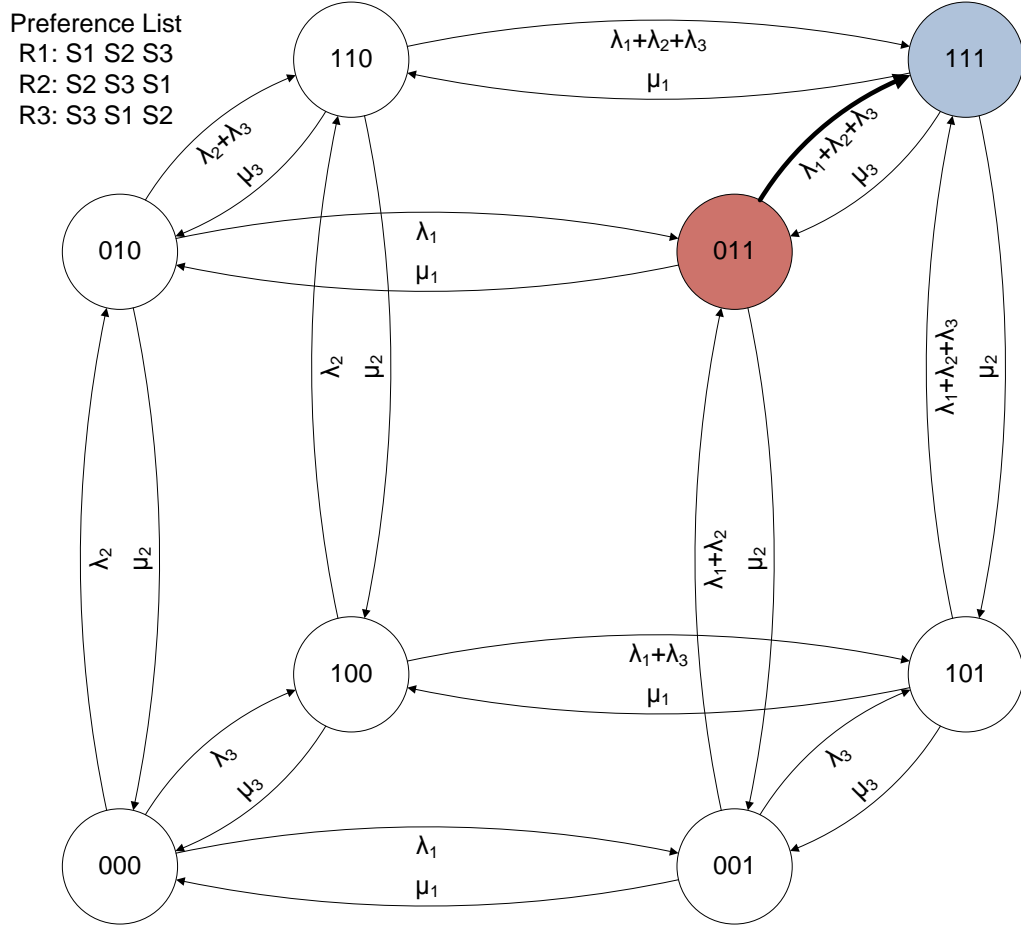 Preference List
R1: S1 S2 S3
R2: S2 S3 S1
R3: S3 S1 S2
110
λ₁+λ₂+λ₃
μ₁
111
λ₂+λ₃
μ₃
λ₁+λ₂+λ₃
μ₃
010
λ₁
μ₁
011
λ₂
μ₂
λ₁+λ₂+λ₃
μ₂
λ₂
μ₂
λ₁+λ₂
μ₂
100
λ₁+λ₃
μ₁
101
λ₃
μ₃
λ₃
μ₃
000
λ₁
μ₁
001